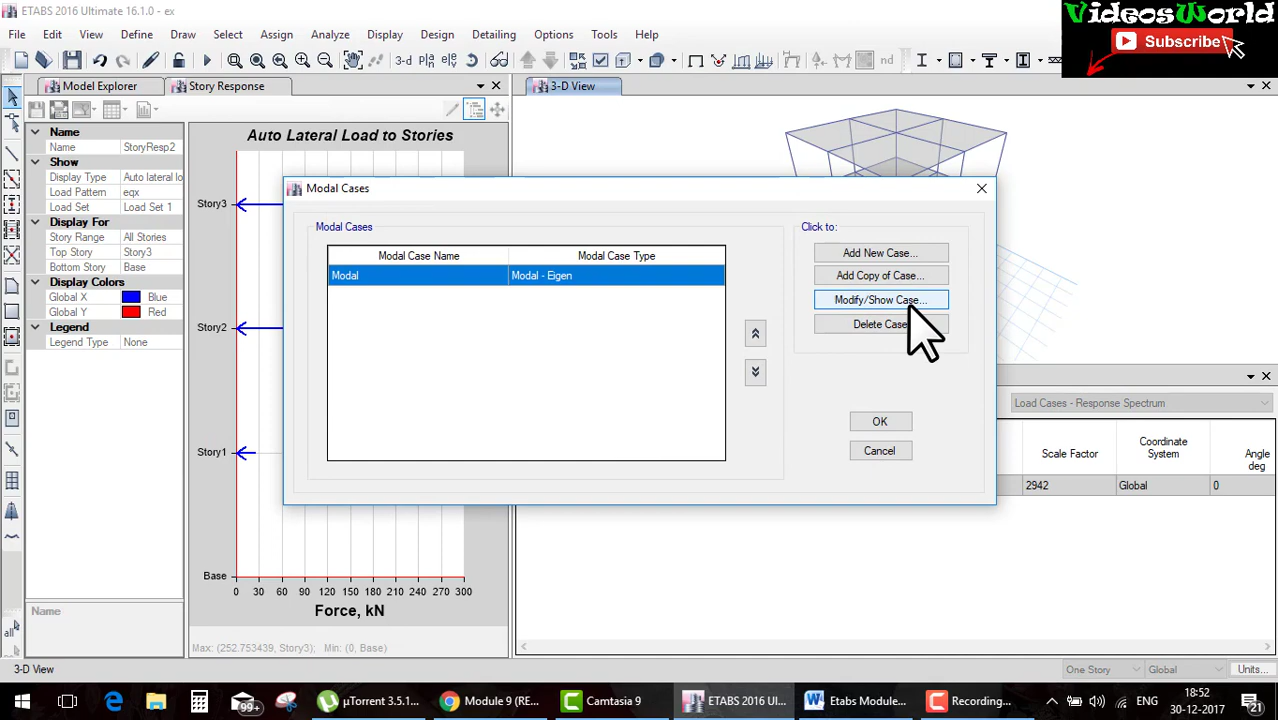 ETABS 2016 Ultimate 16.1.0 - ex
VideosWorld
Subscribe
File Edit View Define Draw Select Assign Analyze Display Design Detailing Options Tools Help
3-d nd
Model Explorer Story Response 3-D View
Name
Name StoryResp2
Show
Display Type Auto lateral lo
Load Pattern eqx
Load Set Load Set 1
Display For
Story Range All Stories
Top Story Story3
Bottom Story Base
Display Colors
Global X Blue
Global Y Red
Legend
Legend Type None
Name
Auto Lateral Load to Stories
Story3
Story2
Story1
Base
0 30 60 90 120 150 180 210 240 270 300
Force, kN
Max: (252.753439, Story3); Min: (0, Base)
Modal Cases
Modal Cases
Modal Case Name Modal Case Type
Modal Modal - Eigen
Click to:
Add New Case...
Add Copy of Case...
Modify/Show Case...
Delete Case
OK
Cancel
Load Cases - Response Spectrum
Scale Factor Coordinate System Angle deg
2942 Global 0
all
3-D View One Story Global Units...
99+ µTorrent 3.5.1... Module 9 (RE... Camtasia 9 ETABS 2016 Ul... Etabs Module... Recording... ENG 18:52
30-12-2017 21